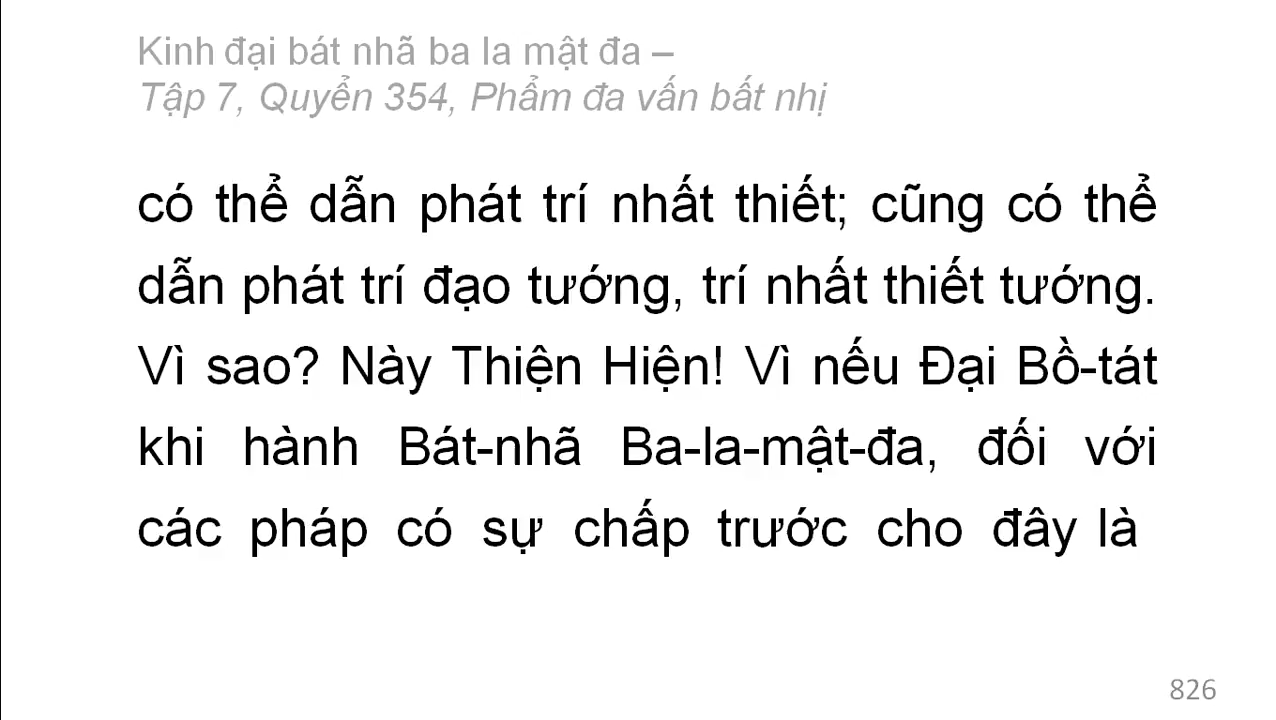 Kinh đại bát nhã ba la mật đa –
Tập 7, Quyển 354, Phẩm đa vấn bất nhị
có thể dẫn phát trí nhất thiết; cũng có thể
dẫn phát trí đạo tướng, trí nhất thiết tướng.
Vì sao? Này Thiện Hiện! Vì nếu Đại Bồ-tát
khi hành Bát-nhã Ba-la-mật-đa, đối với
các pháp có sự chấp trước cho đây là
826